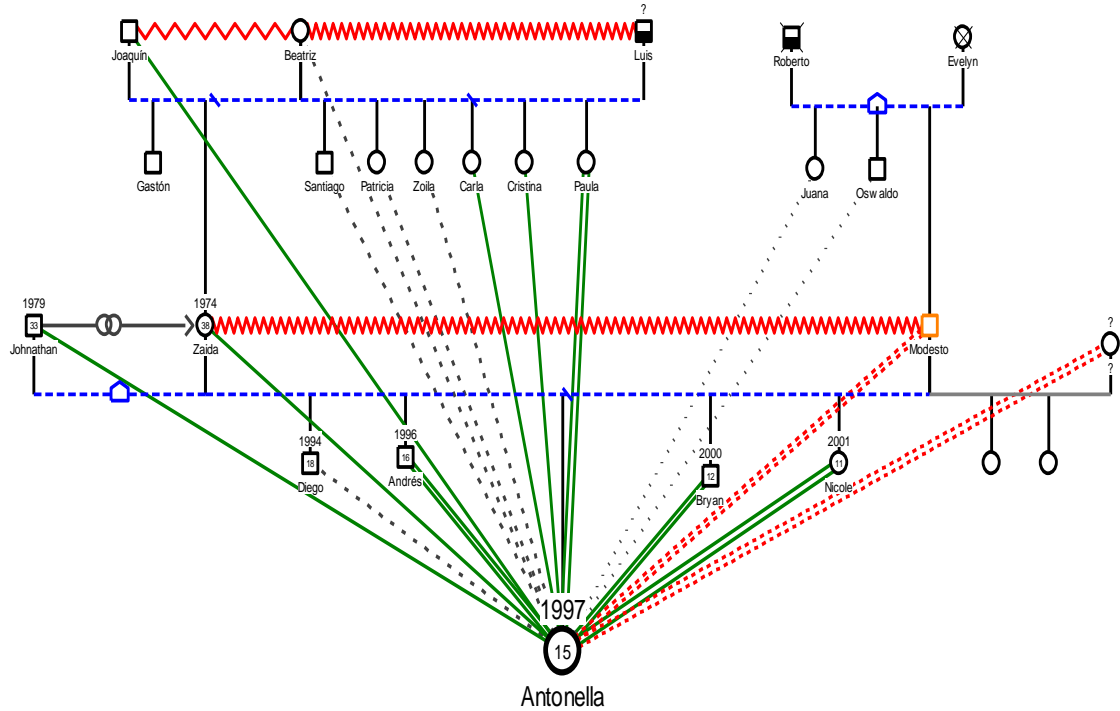 ?
Joaquín
Beatriz
Luis
Roberto
Evelyn
Gastón
Santiago
Patricia
Zoila
Carla
Cristina
Paula
Juana
Oswaldo
1979
33
Johnathan
1974
38
Zaida
Modesto
?
?
1994
18
Diego
1996
16
Andrés
2000
12
Bryan
2001
11
Nicole
1997
15
Antonella